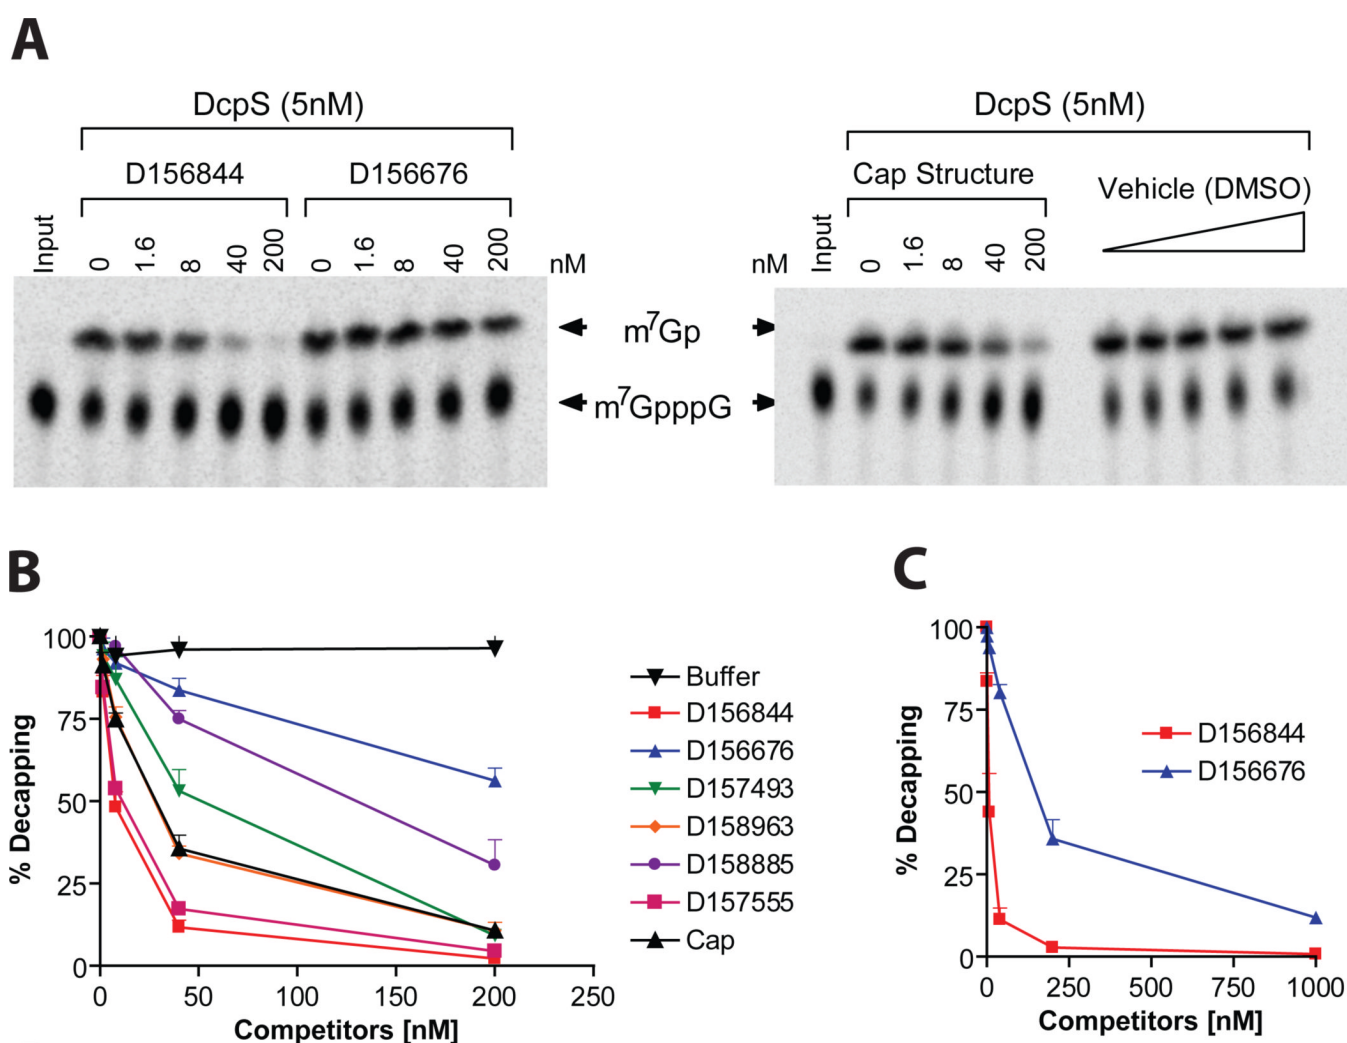 A
DcpS (5nM)
D156844 D156676
Input 0 1.6 8 40 200 0 1.6 8 40 200 nM
DcpS (5nM)
Cap Structure Vehicle (DMSO)
nM Input 0 1.6 8 40 200
m⁷Gp
m⁷GpppG
B
% Decapping
100
75
50
25
0
0 50 100 150 200 250
Competitors [nM]
Buffer
D156844
D156676
D157493
D158963
D158885
D157555
Cap
C
% Decapping
100
75
50
25
0
0 250 500 750 1000
Competitors [nM]
D156844
D156676